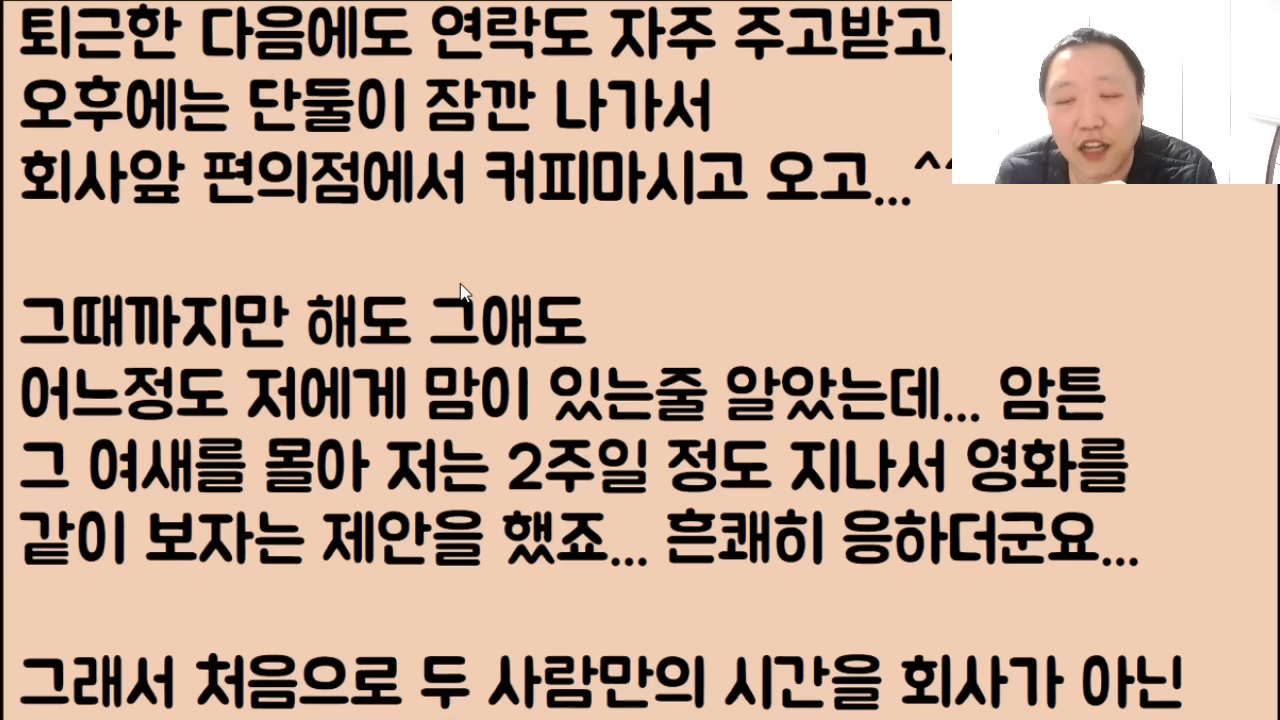 퇴근한 다음에도 연락도 자주 주고받고
오후에는 단둘이 잠깐 나가서
회사앞 편의점에서 커피마시고 오고...^^
그때까지만 해도 그애도
어느정도 저에게 맘이 있는줄 알았는데... 암튼
그 여새를 몰아 저는 2주일 정도 지나서 영화를
같이 보자는 제안을 했죠... 흔쾌히 응하더군요...
그래서 처음으로 두 사람만의 시간을 회사가 아닌